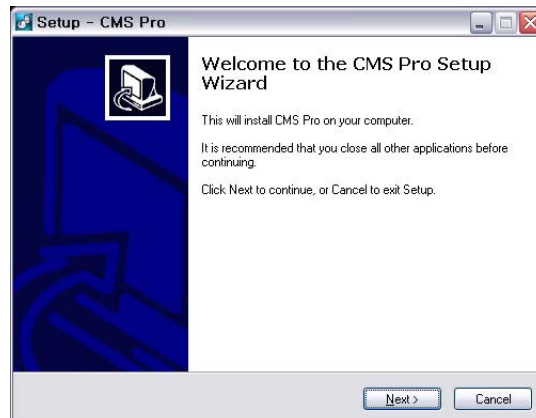 Setup - CMS Pro
Welcome to the CMS Pro Setup
Wizard
This will install CMS Pro on your computer.
It is recommended that you close all other applications before
continuing.
Click Next to continue, or Cancel to exit Setup.
Next >
Cancel